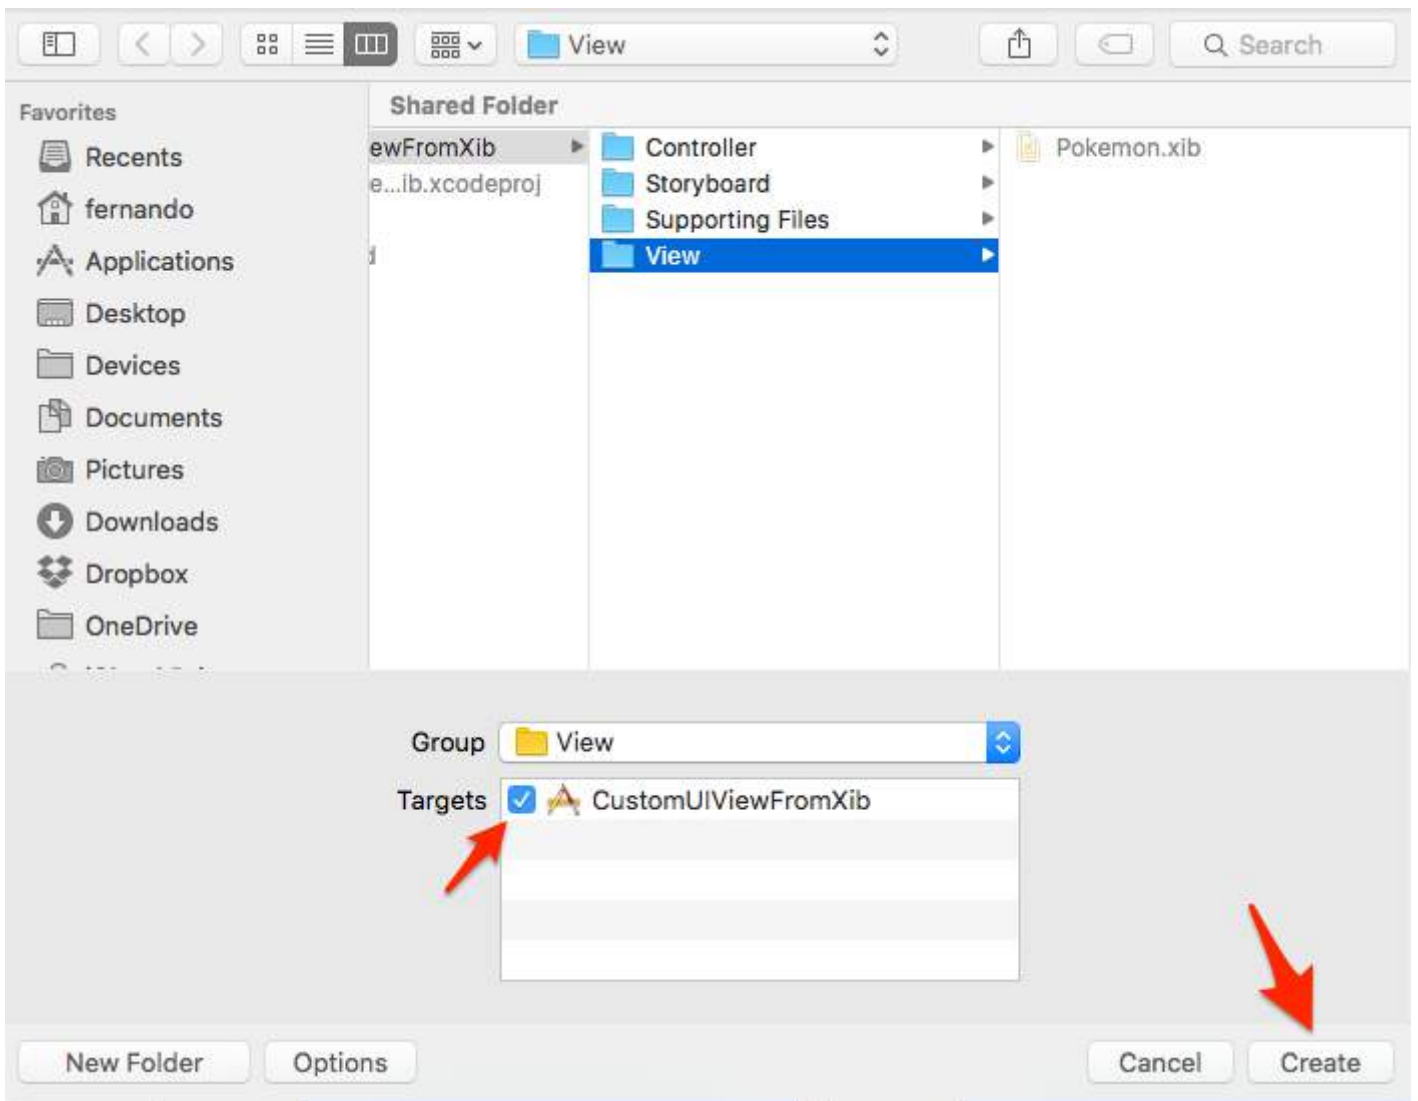 View
Search
Favorites
Recents
fernando
Applications
Desktop
Devices
Documents
Pictures
Downloads
Dropbox
OneDrive
Shared Folder
ewFromXib
e...ib.xcodeproj
d
Controller
Storyboard
Supporting Files
View
Pokemon.xib
Group View
Targets CustomUIViewFromXib
New Folder Options Cancel Create